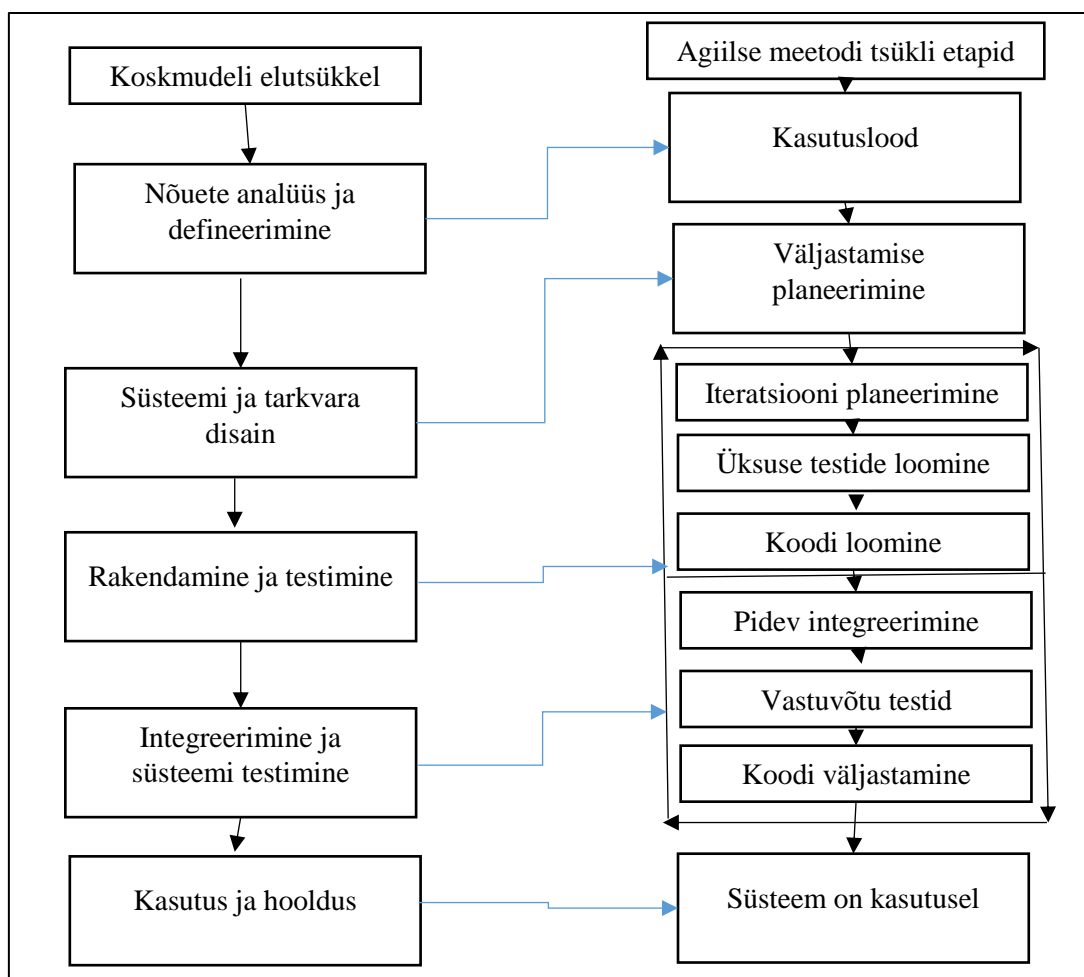 Koskmudeli elutsükkel
Nõuete analüüs ja
defineerimine
Süsteemi ja tarkvara
disain
Rakendamine ja testimine
Integreerimine ja
süsteemi testimine
Kasutus ja hooldus
Agiilse meetodi tsükli etapid
Kasutuslood
Väljastamise
planeerimine
Iteratsiooni planeerimine
Üksuse testide loomine
Koodi loomine
Pidev integreerimine
Vastuvõtu testid
Koodi väljastamine
Süsteem on kasutusel